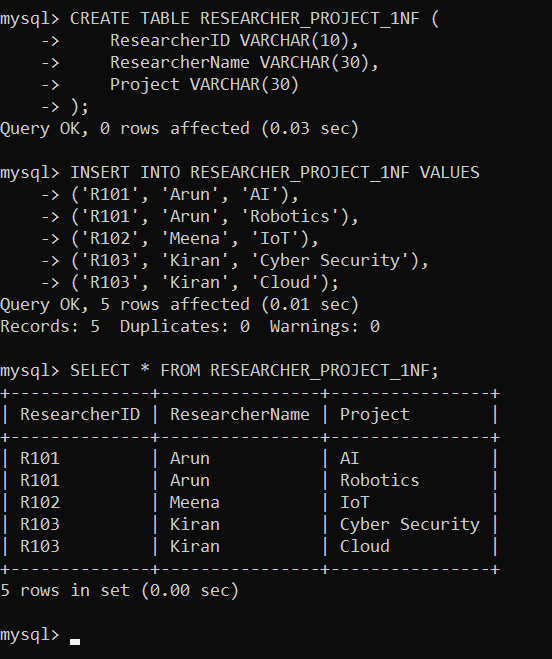 mysql> CREATE TABLE RESEARCHER_PROJECT_1NF (
    ->     ResearcherID VARCHAR(10),
    ->     ResearcherName VARCHAR(30),
    ->     Project VARCHAR(30)
    -> );
Query OK, 0 rows affected (0.03 sec)

mysql> INSERT INTO RESEARCHER_PROJECT_1NF VALUES
    -> ('R101', 'Arun', 'AI'),
    -> ('R101', 'Arun', 'Robotics'),
    -> ('R102', 'Meena', 'IoT'),
    -> ('R103', 'Kiran', 'Cyber Security'),
    -> ('R103', 'Kiran', 'Cloud');
Query OK, 5 rows affected (0.01 sec)
Records: 5  Duplicates: 0  Warnings: 0

mysql> SELECT * FROM RESEARCHER_PROJECT_1NF;
+--------------+----------------+----------------+
| ResearcherID | ResearcherName | Project        |
+--------------+----------------+----------------+
| R101         | Arun           | AI             |
| R101         | Arun           | Robotics       |
| R102         | Meena          | IoT            |
| R103         | Kiran          | Cyber Security |
| R103         | Kiran          | Cloud          |
+--------------+----------------+----------------+
5 rows in set (0.00 sec)

mysql>